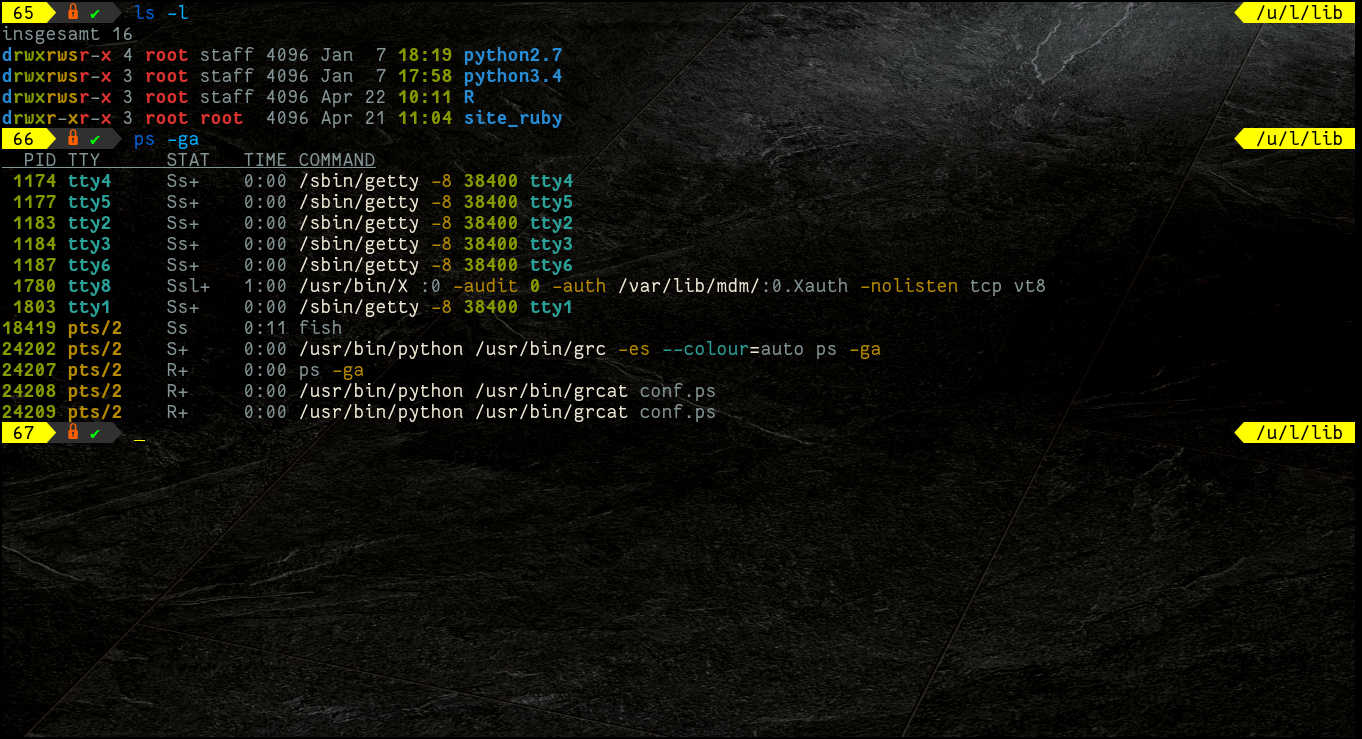 65 ✔ ls -l /u/l/lib
insgesamt 16
drwxrwsr-x 4 root staff 4096 Jan  7 18:19 python2.7
drwxrwsr-x 3 root staff 4096 Jan  7 17:58 python3.4
drwxrwsr-x 3 root staff 4096 Apr 22 10:11 R
drwxr-xr-x 3 root root  4096 Apr 21 11:04 site_ruby
66 ✔ ps -ga /u/l/lib
  PID TTY      STAT   TIME COMMAND
 1174 tty4     Ss+    0:00 /sbin/getty -8 38400 tty4
 1177 tty5     Ss+    0:00 /sbin/getty -8 38400 tty5
 1183 tty2     Ss+    0:00 /sbin/getty -8 38400 tty2
 1184 tty3     Ss+    0:00 /sbin/getty -8 38400 tty3
 1187 tty6     Ss+    0:00 /sbin/getty -8 38400 tty6
 1780 tty8     Ssl+   1:00 /usr/bin/X :0 -audit 0 -auth /var/lib/mdm/:0.Xauth -nolisten tcp vt8
 1803 tty1     Ss+    0:00 /sbin/getty -8 38400 tty1
18419 pts/2    Ss     0:11 fish
24202 pts/2    S+     0:00 /usr/bin/python /usr/bin/grc -es --colour=auto ps -ga
24207 pts/2    R+     0:00 ps -ga
24208 pts/2    R+     0:00 /usr/bin/python /usr/bin/grcat conf.ps
24209 pts/2    R+     0:00 /usr/bin/python /usr/bin/grcat conf.ps
67 ✔ _ /u/l/lib